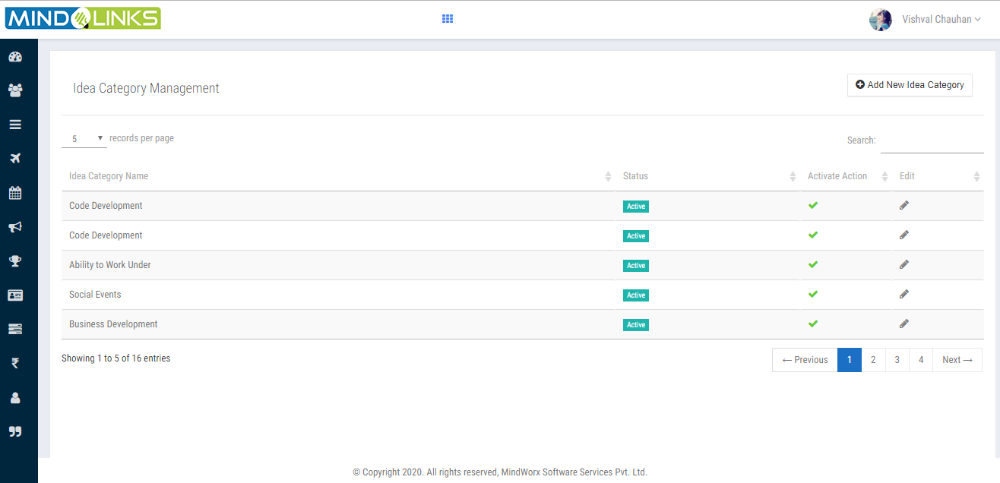 MINDLINKS
Vishval Chauhan
Idea Category Management
Add New Idea Category
5 records per page
Search:
Idea Category Name Status Activate Action Edit
Code Development Active
Code Development Active
Ability to Work Under Active
Social Events Active
Business Development Active
Showing 1 to 5 of 16 entries
← Previous 1 2 3 4 Next →
© Copyright 2020. All rights reserved, MindWorx Software Services Pvt. Ltd.